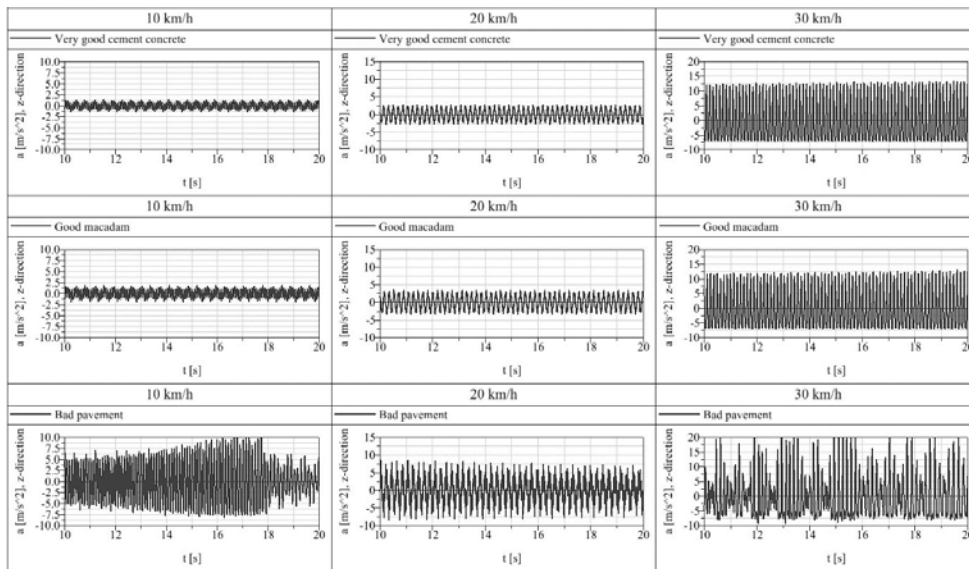 10 km/h
20 km/h
30 km/h
Very good cement concrete
Very good cement concrete
Very good cement concrete
a [m/s^2], z-direction
10.0
7.5
5.0
2.5
0.0
-2.5
-5.0
-7.5
-10.0
10 12 14 16 18 20
t [s]
a [m/s^2], z-direction
15
10
5
0
-5
-10
10 12 14 16 18 20
t [s]
a [m/s^2], z-direction
20
15
10
5
0
-5
-10
10 12 14 16 18 20
t [s]
10 km/h
20 km/h
30 km/h
Good macadam
Good macadam
Good macadam
a [m/s^2], z-direction
10.0
7.5
5.0
2.5
0.0
-2.5
-5.0
-7.5
-10.0
10 12 14 16 18 20
t [s]
a [m/s^2], z-direction
15
10
5
0
-5
-10
10 12 14 16 18 20
t [s]
a [m/s^2], z-direction
20
15
10
5
0
-5
-10
10 12 14 16 18 20
t [s]
10 km/h
20 km/h
30 km/h
Bad pavement
Bad pavement
Bad pavement
a [m/s^2], z-direction
10.0
7.5
5.0
2.5
0.0
-2.5
-5.0
-7.5
-10.0
10 12 14 16 18 20
t [s]
a [m/s^2], z-direction
15
10
5
0
-5
-10
10 12 14 16 18 20
t [s]
a [m/s^2], z-direction
20
15
10
5
0
-5
-10
10 12 14 16 18 20
t [s]